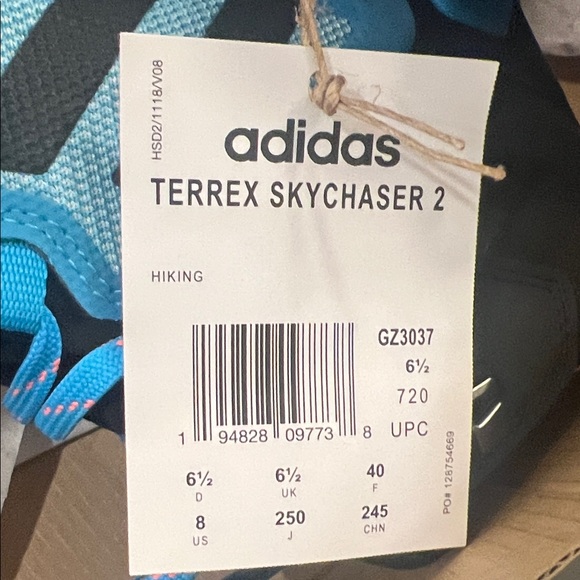 HSD2/1118/V08
adidas
TERREX SKYCHASER 2
HIKING
GZ3037
6½
720
1 94828 09773 8 UPC
6½ 6½ 40
D UK F
8 250 245
US J CHN
PO# 128754669